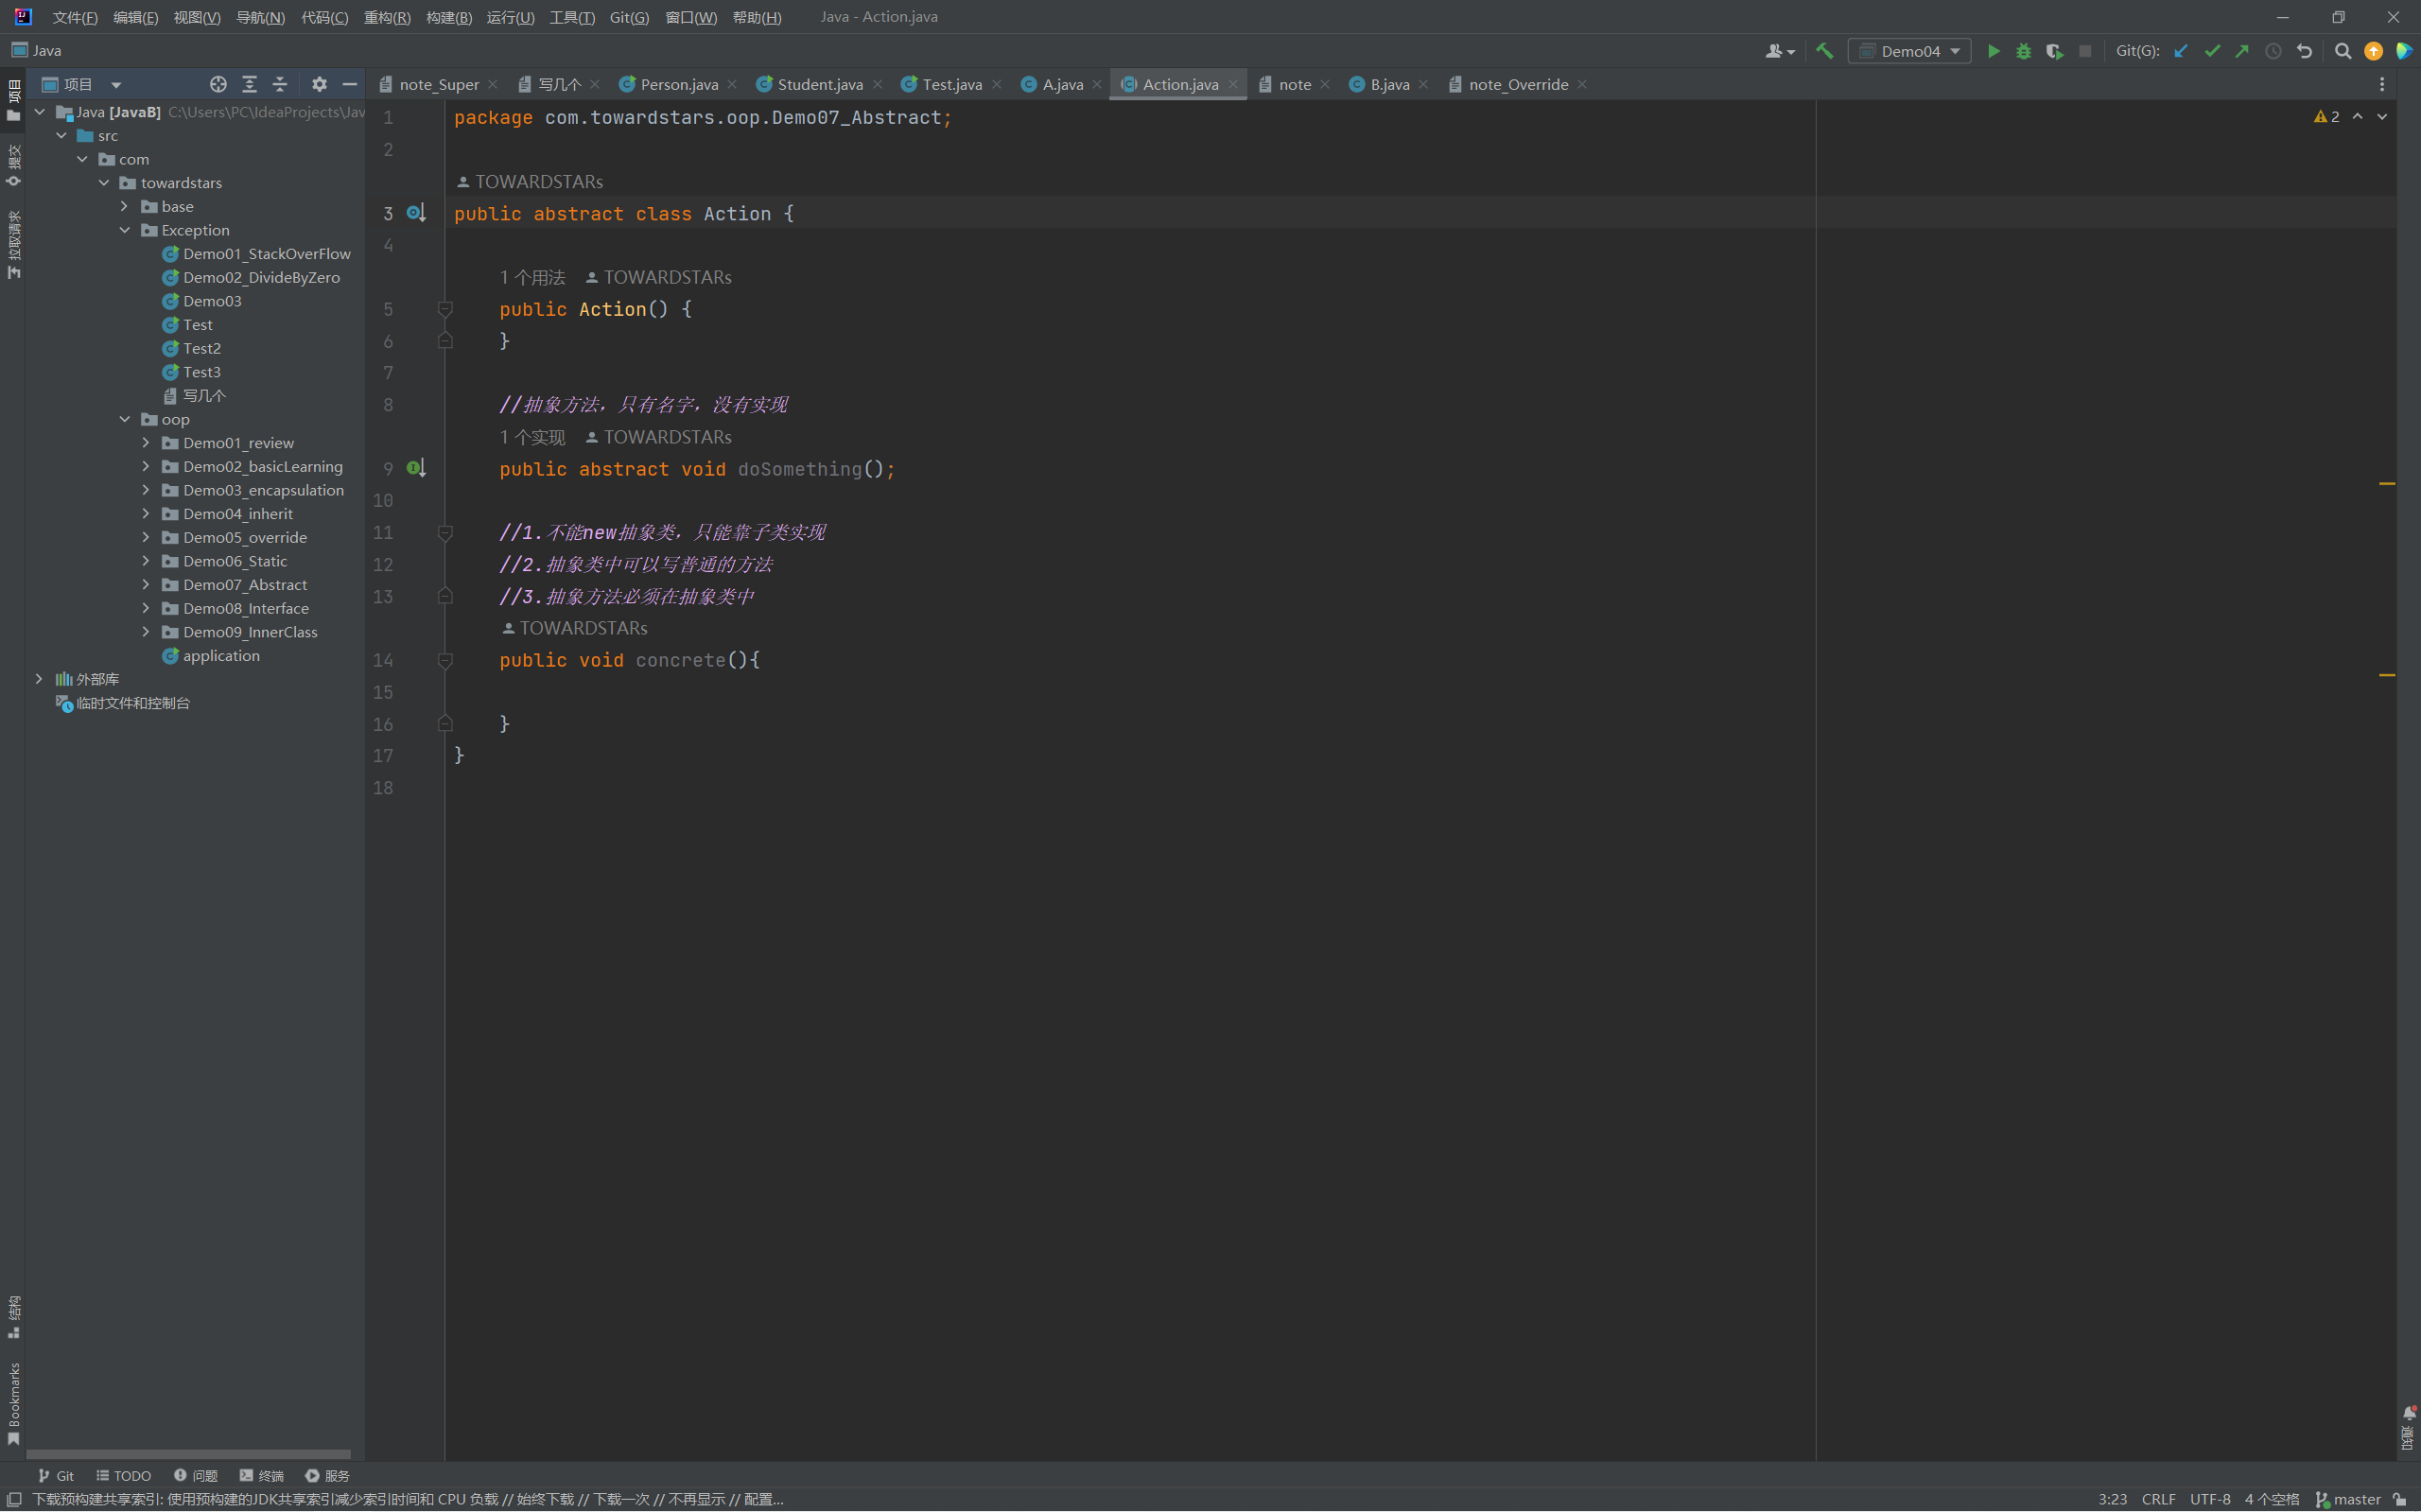 文件(F) 编辑(E) 视图(V) 导航(N) 代码(C) 重构(R) 构建(B) 运行(U) 工具(T) Git(G) 窗口(W) 帮助(H) Java - Action.java
Java Demo04 Git(G):
项目 note_Super 写几个 Person.java Student.java Test.java A.java Action.java note B.java note_Override
项目
提交
拉取请求
结构
Bookmarks
Java [JavaB] C:\Users\PC\IdeaProjects\Jav
src
com
towardstars
base
Exception
Demo01_StackOverFlow
Demo02_DivideByZero
Demo03
Test
Test2
Test3
写几个
oop
Demo01_review
Demo02_basicLearning
Demo03_encapsulation
Demo04_inherit
Demo05_override
Demo06_Static
Demo07_Abstract
Demo08_Interface
Demo09_InnerClass
application
外部库
临时文件和控制台
1 package com.towardstars.oop.Demo07_Abstract;
2
TOWARDSTARs
3 public abstract class Action {
4
1 个用法 TOWARDSTARs
5 public Action() {
6 }
7
8 //抽象方法，只有名字，没有实现
1 个实现 TOWARDSTARs
9 public abstract void doSomething();
10
11 //1.不能new抽象类，只能靠子类实现
12 //2.抽象类中可以写普通的方法
13 //3.抽象方法必须在抽象类中
TOWARDSTARs
14 public void concrete(){
15
16 }
17 }
18
2
通知
Git TODO 问题 终端 服务
下载预构建共享索引: 使用预构建的JDK共享索引减少索引时间和 CPU 负载 // 始终下载 // 下载一次 // 不再显示 // 配置... 3:23 CRLF UTF-8 4 个空格 master